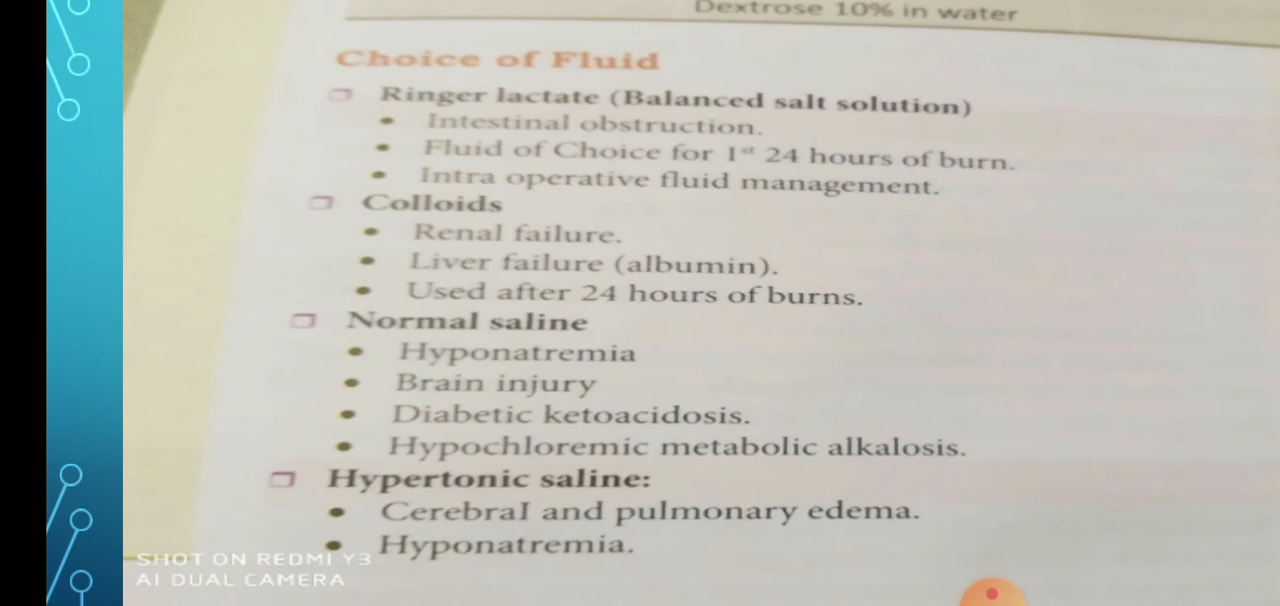 Dextrose 10% in water
Choice of Fluid
Ringer lactate (Balanced salt solution)
Intestinal obstruction.
Fluid of Choice for 1st 24 hours of burn.
Intra operative fluid management.
Colloids
Renal failure.
Liver failure (albumin).
Used after 24 hours of burns.
Normal saline
Hyponatremia
Brain injury
Diabetic ketoacidosis.
Hypochloremic metabolic alkalosis.
Hypertonic saline:
Cerebral and pulmonary edema.
Hyponatremia.
SHOT ON REDMI Y3
AI DUAL CAMERA